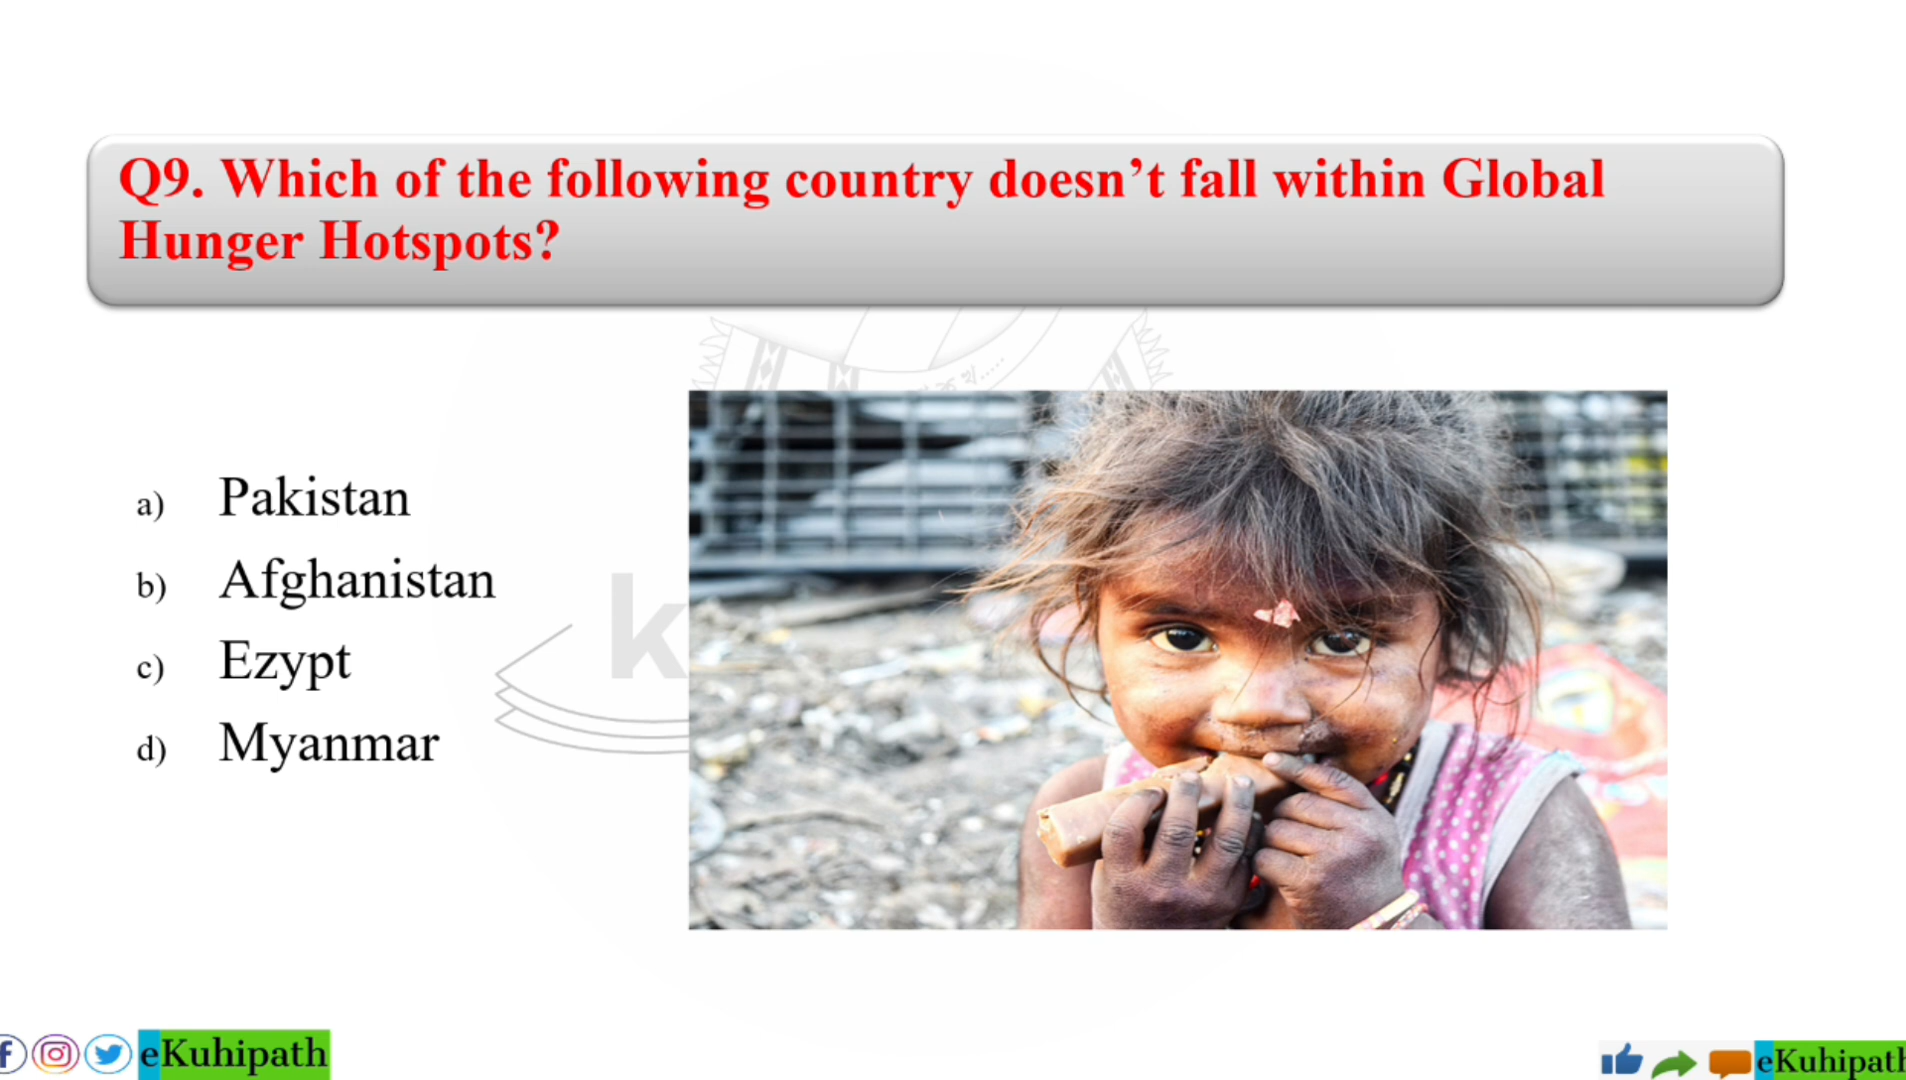 Q9. Which of the following country doesn’t fall within Global
Hunger Hotspots?
a) Pakistan
b) Afghanistan
c) Ezypt
d) Myanmar
k
eKuhipath
eKuhipath